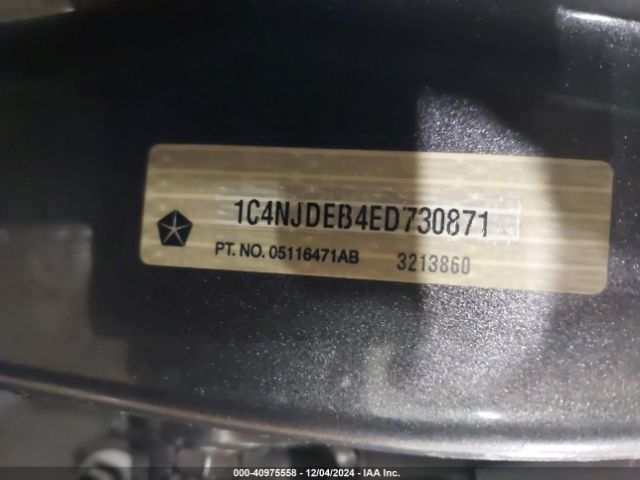 1C4NJDEB4ED730871
PT. NO. 05116471AB 3213860
000-40975558 - 12/04/2024 - IAA Inc.